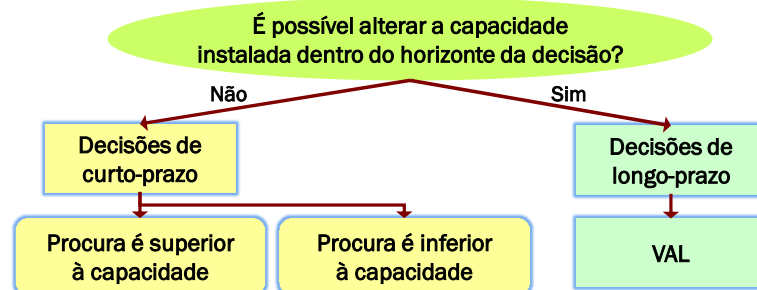 É possível alterar a capacidade
instalada dentro do horizonte da decisão?
Não
Sim
Decisões de
curto-prazo
Decisões de
longo-prazo
Procura é superior
à capacidade
Procura é inferior
à capacidade
VAL